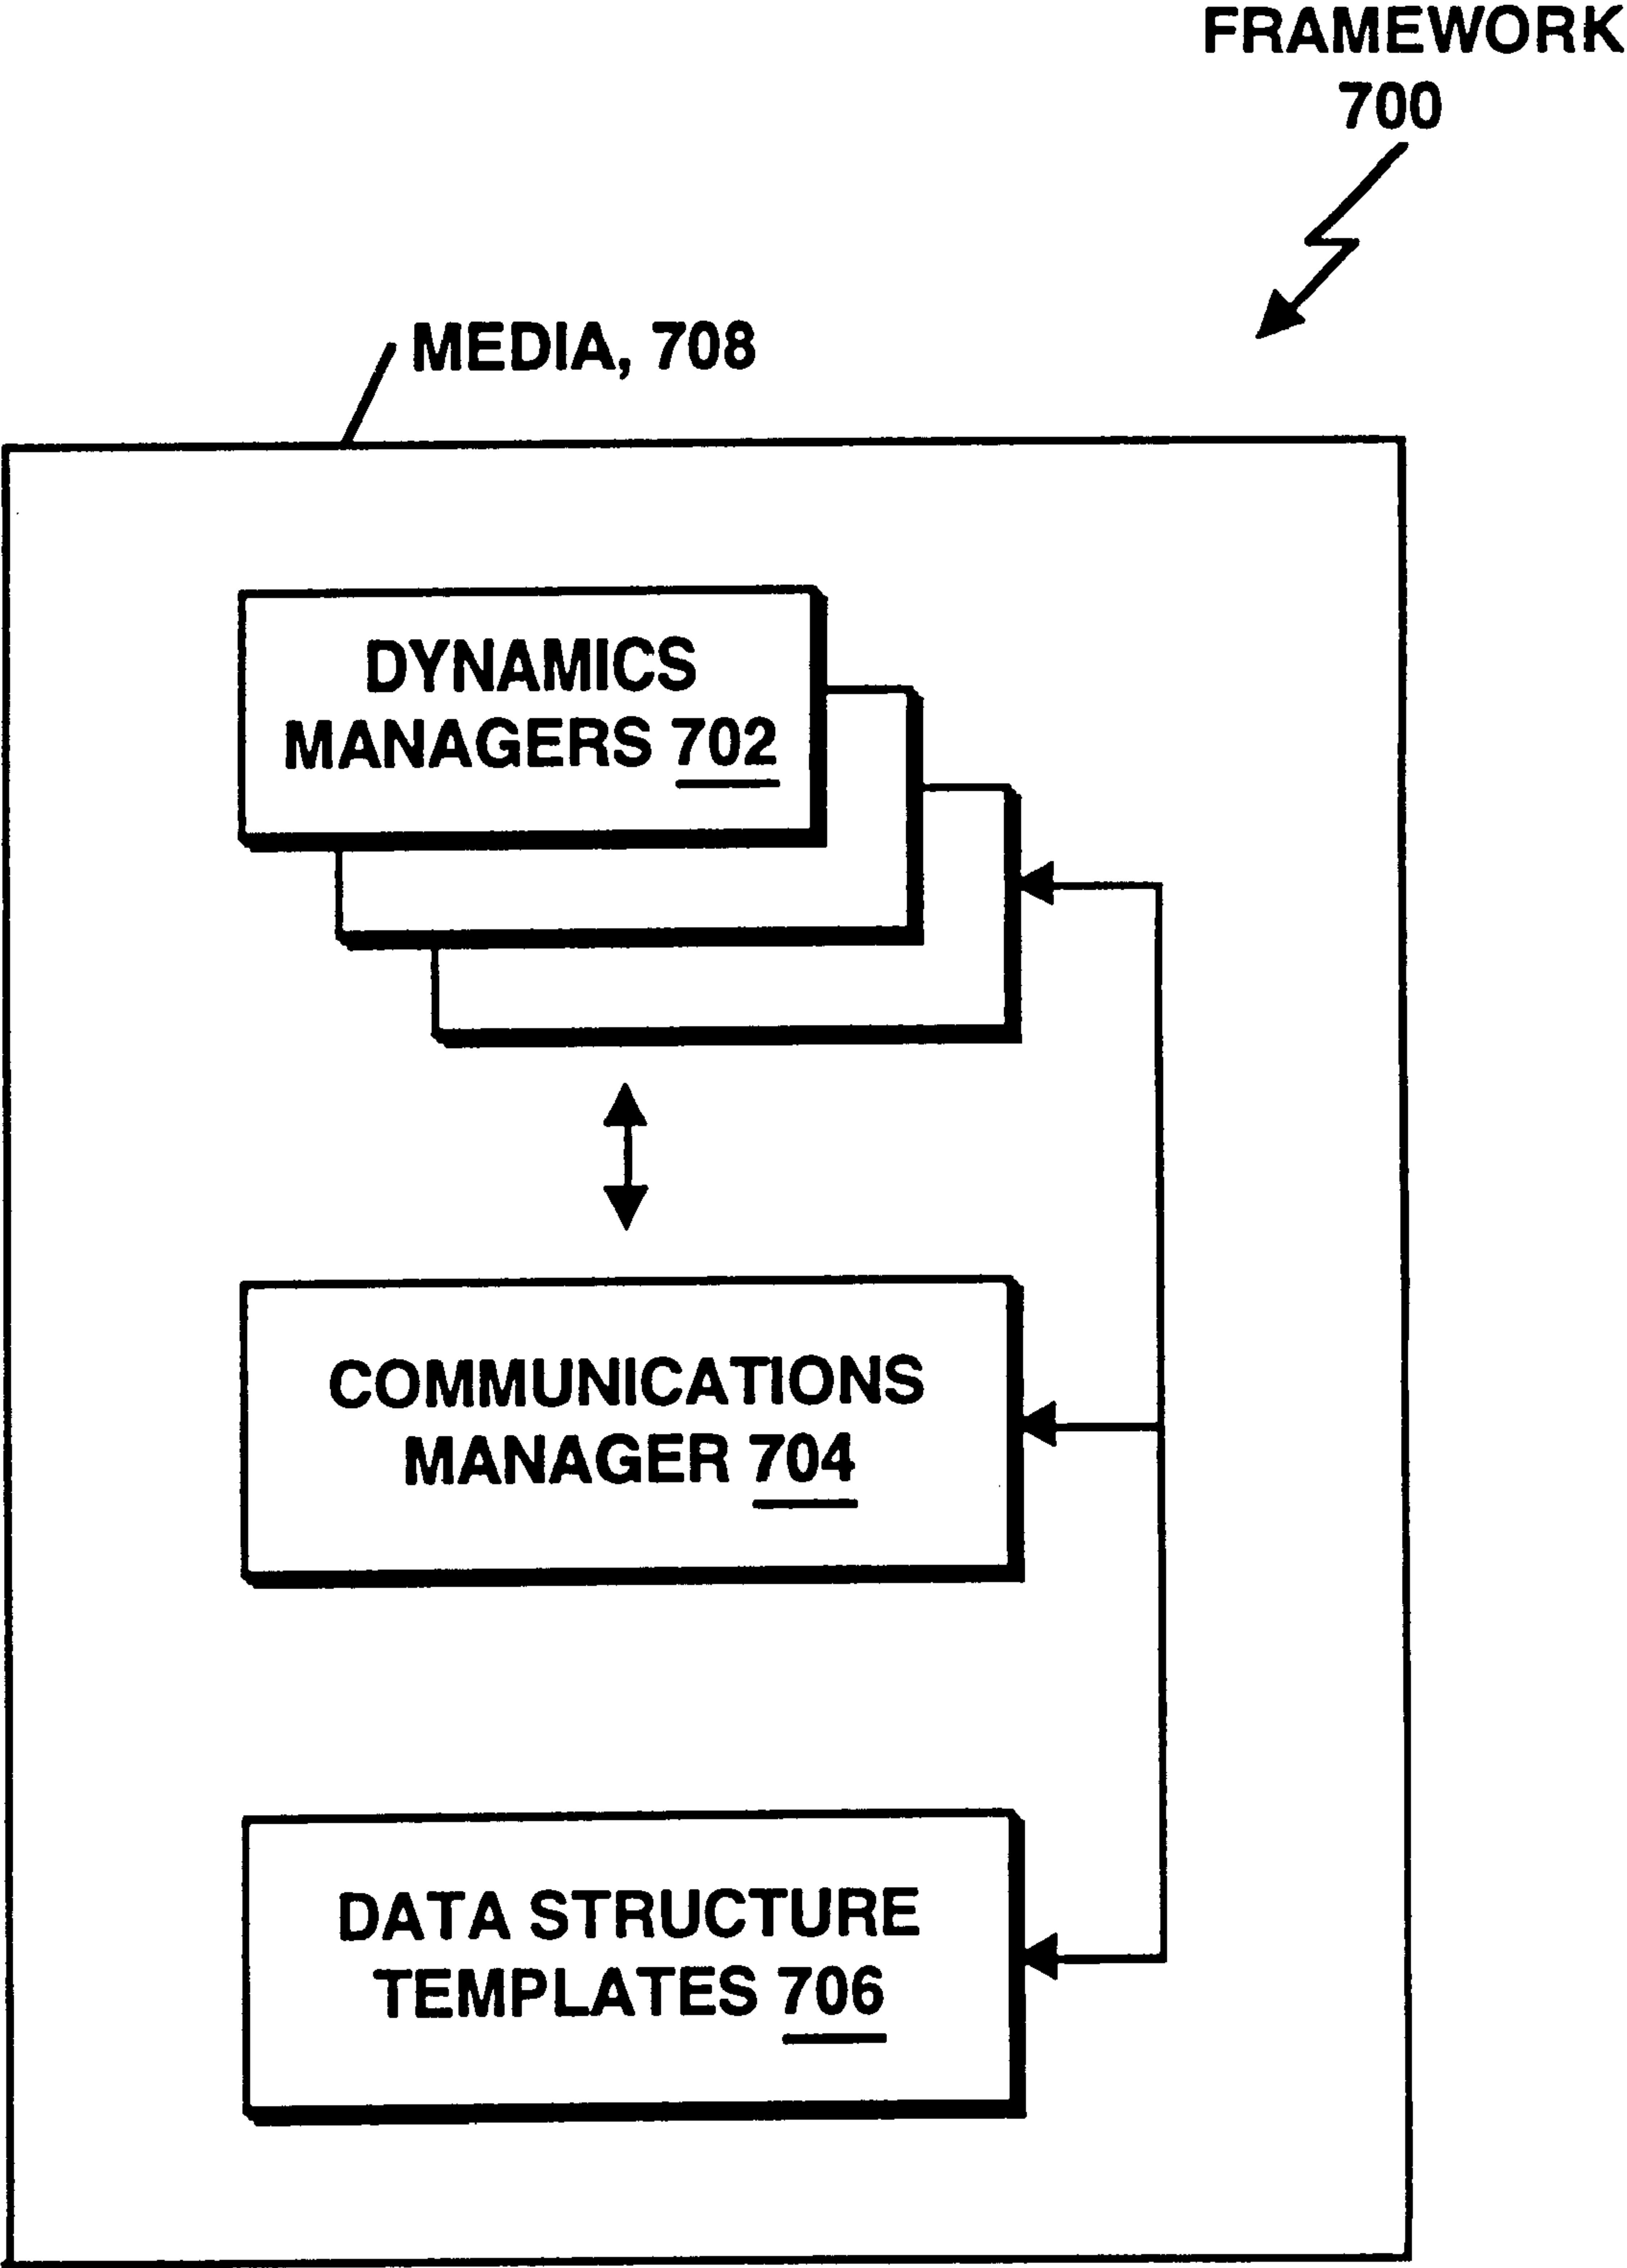 FRAMEWORK
700
MEDIA, 708
DYNAMICS
MANAGERS 702
COMMUNICATIONS
MANAGER 704
DATA STRUCTURE
TEMPLATES 706